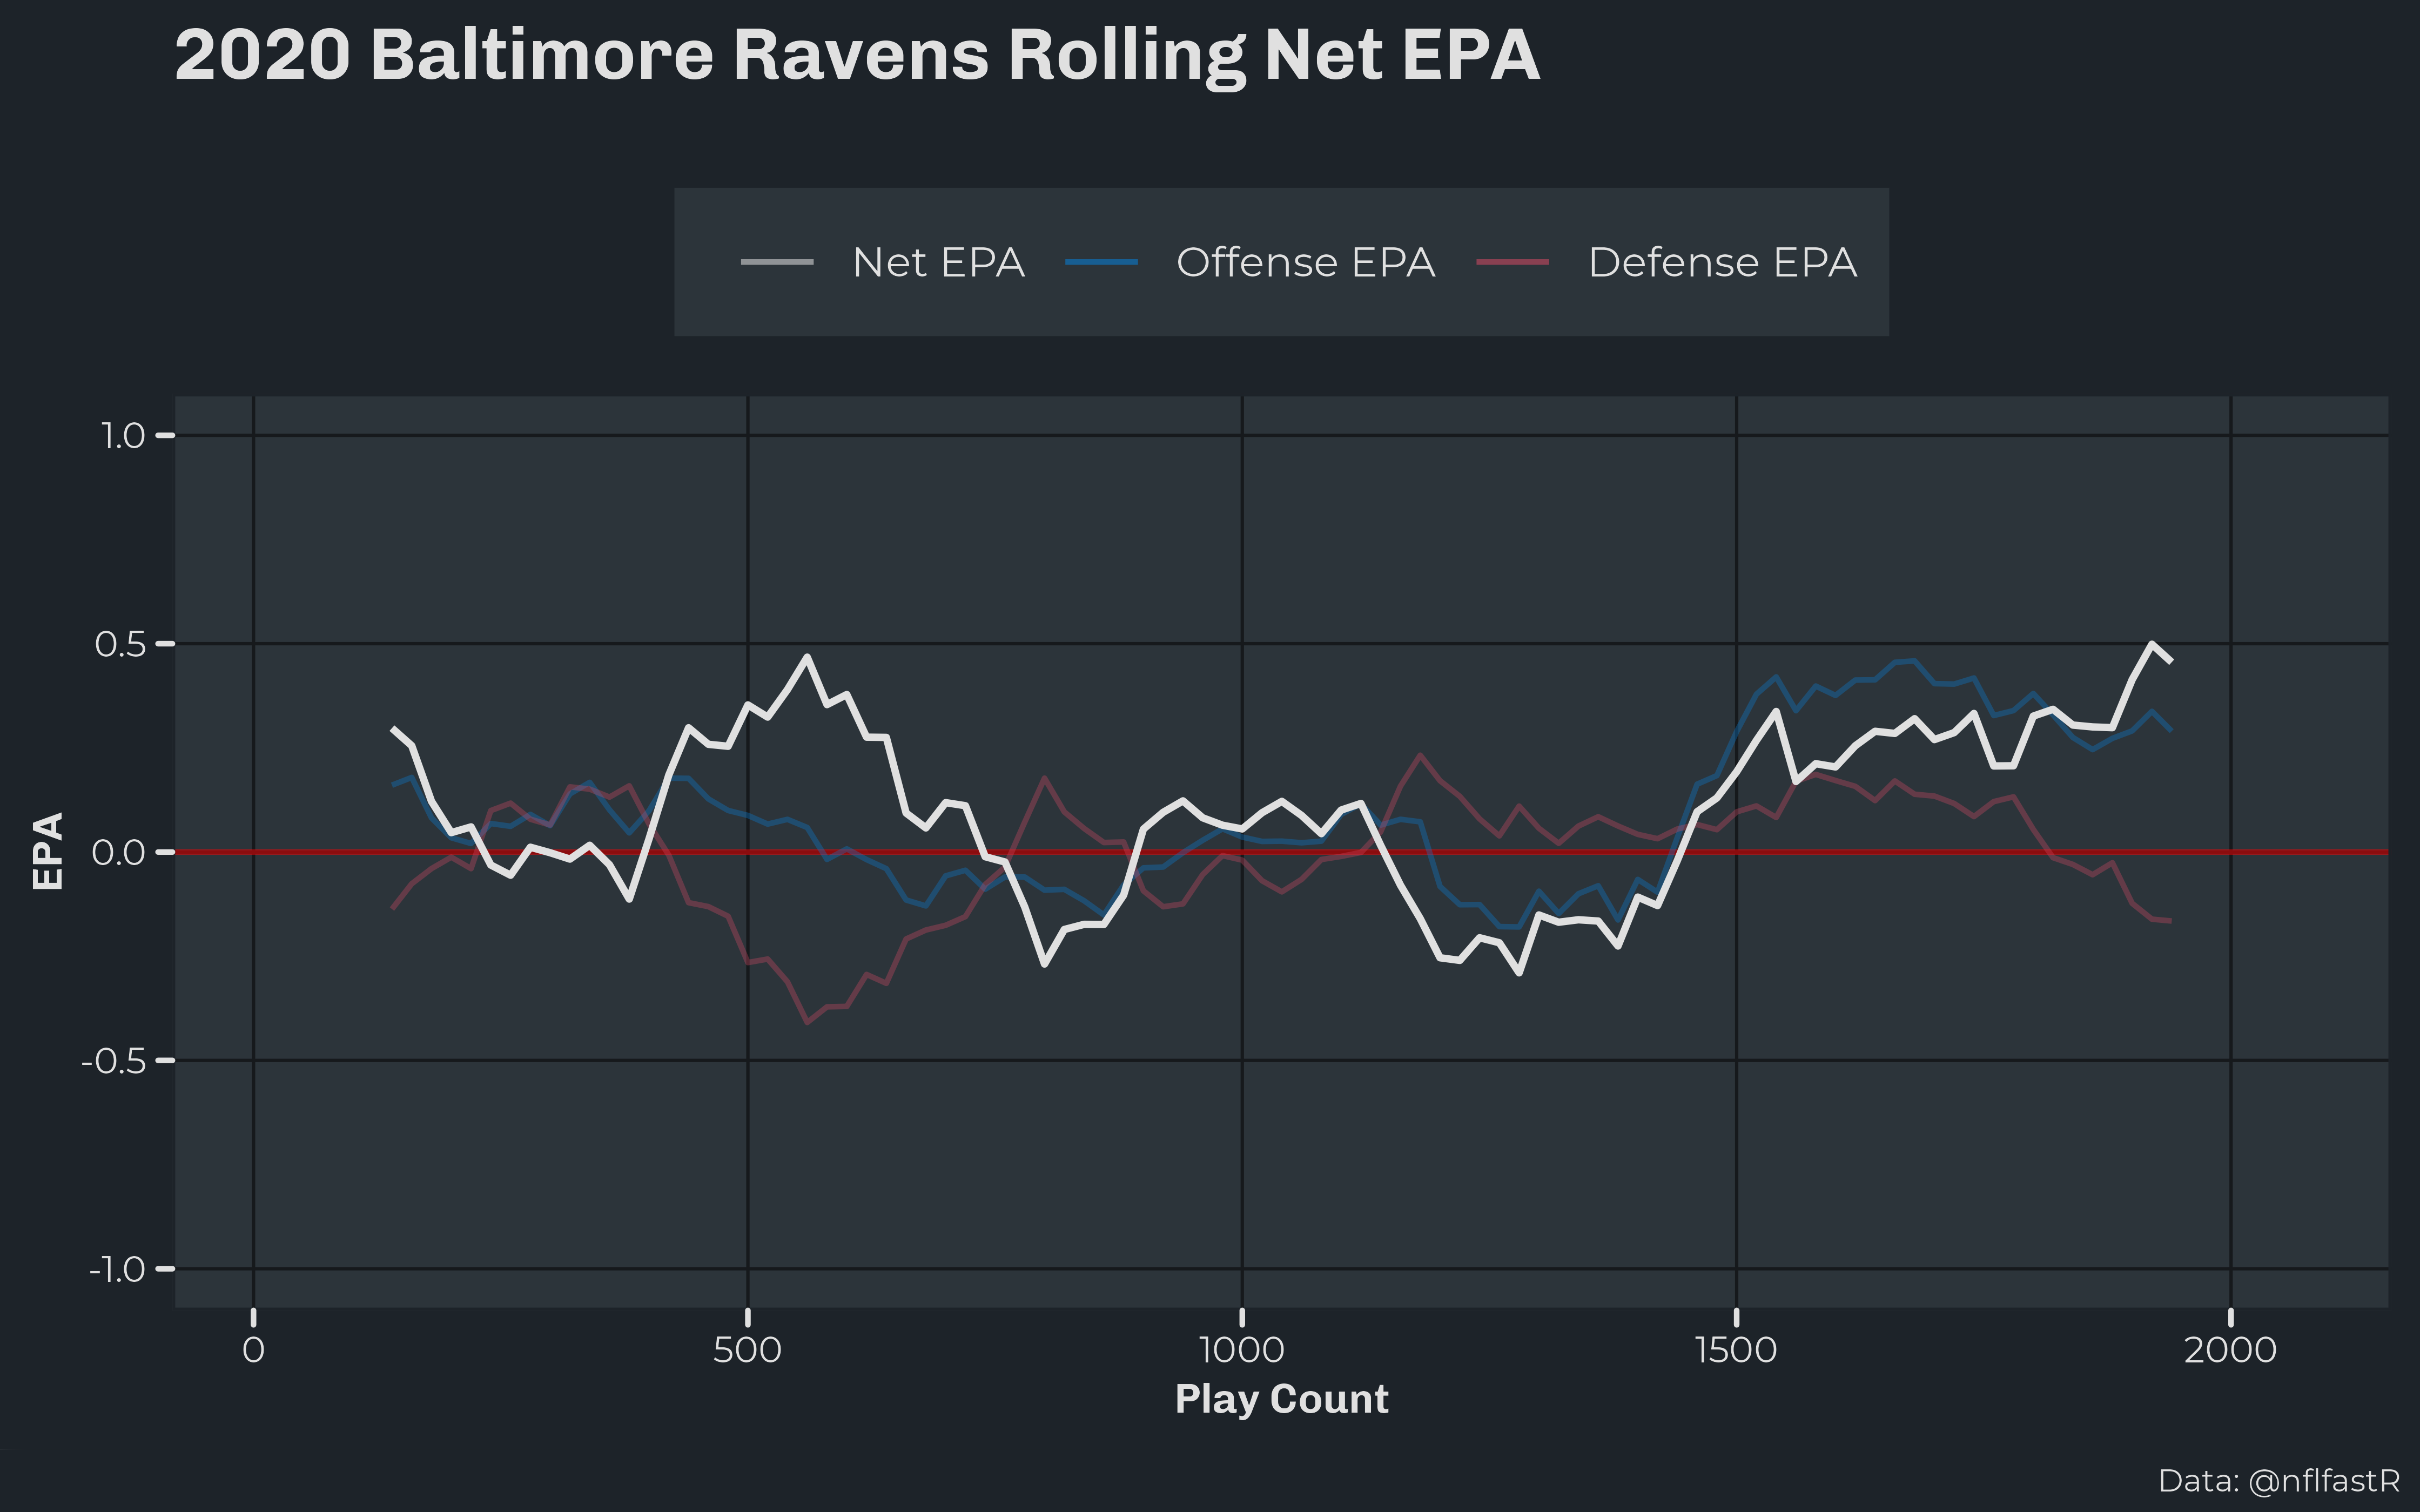 2020 Baltimore Ravens Rolling Net EPA
Net EPA Offense EPA Defense EPA
1.0
0.5
0.0
-0.5
-1.0
EPA
0 500 1000 1500 2000
Play Count
Data: @nflfastR